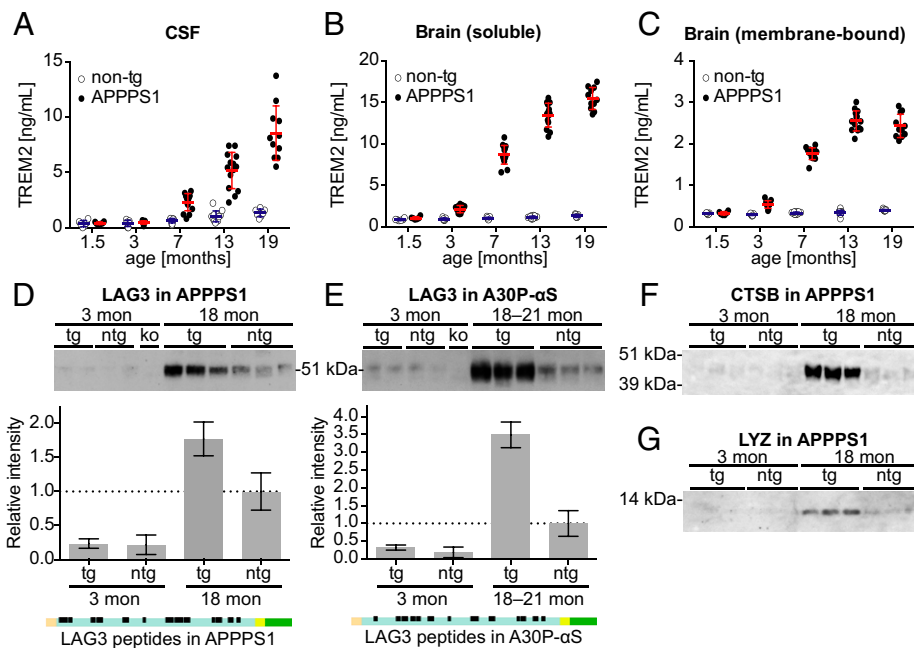 A
CSF
TREM2 [ng/mL]
15
10
5
0
non-tg
APPPS1
1.5 3 7 13 19
age [months]
B
Brain (soluble)
TREM2 [ng/mL]
20
15
10
5
0
non-tg
APPPS1
1.5 3 7 13 19
age [months]
C
Brain (membrane-bound)
TREM2 [ng/mL]
4
3
2
1
0
non-tg
APPPS1
1.5 3 7 13 19
age [months]
D
LAG3 in APPPS1
3 mon 18 mon
tg ntg ko tg ntg
-51 kDa-
Relative intensity
2.0
1.5
1.0
0.5
0.0
tg ntg tg ntg
3 mon 18 mon
LAG3 peptides in APPPS1
E
LAG3 in A30P-αS
3 mon 18–21 mon
tg ntg ko tg ntg
Relative intensity
4.0
3.5
3.0
2.5
2.0
1.5
1.0
0.5
0.0
tg ntg tg ntg
3 mon 18–21 mon
LAG3 peptides in A30P-αS
F
CTSB in APPPS1
3 mon 18 mon
tg ntg tg ntg
51 kDa-
39 kDa-
G
LYZ in APPPS1
3 mon 18 mon
tg ntg tg ntg
14 kDa-